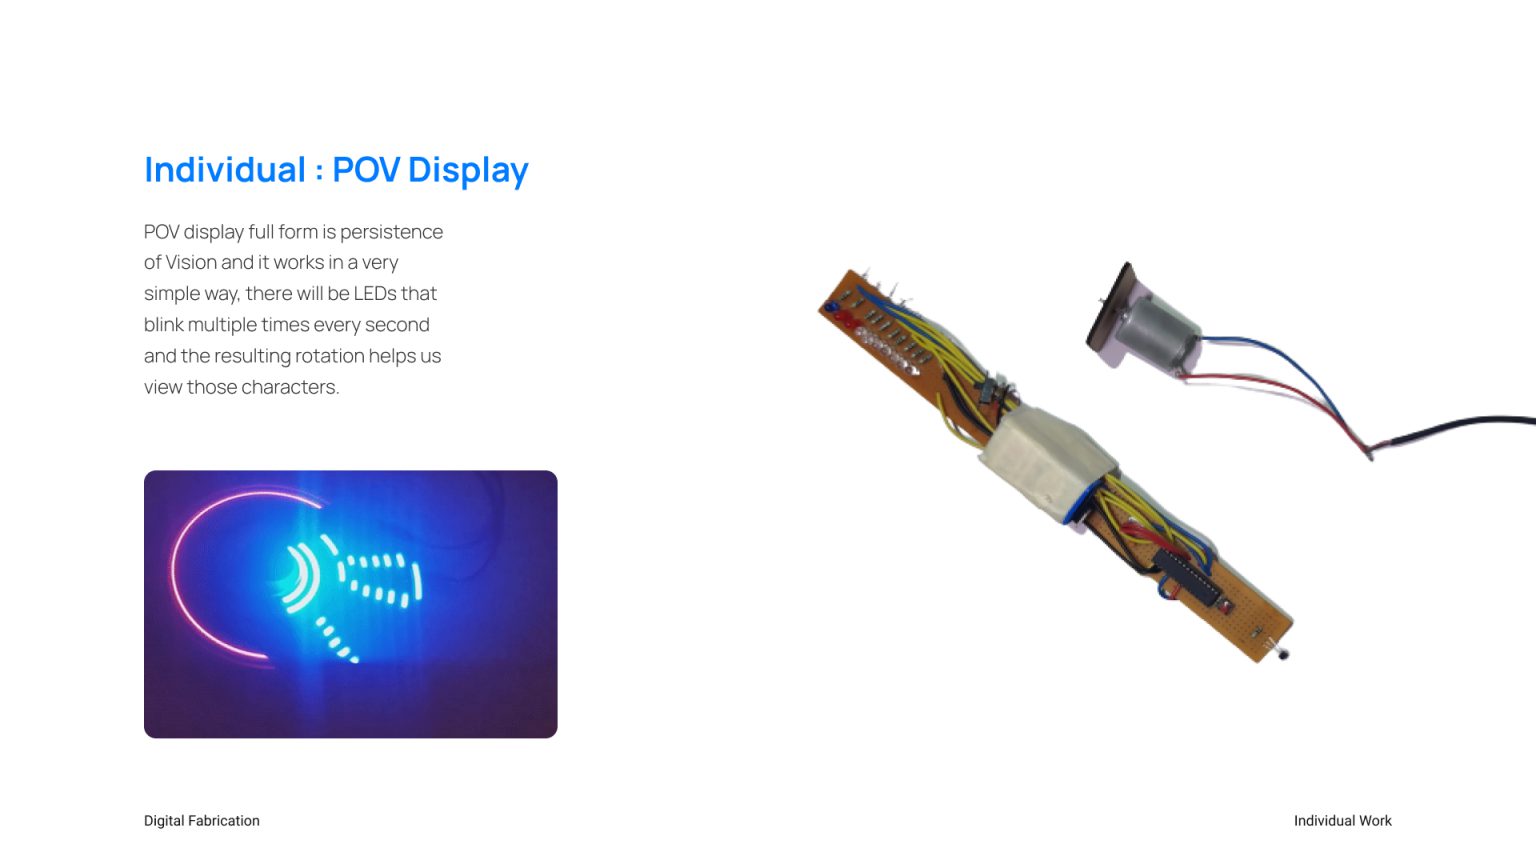 Individual : POV Display
POV display full form is persistence
of Vision and it works in a very
simple way, there will be LEDs that
blink multiple times every second
and the resulting rotation helps us
view those characters.
Digital Fabrication
Individual Work